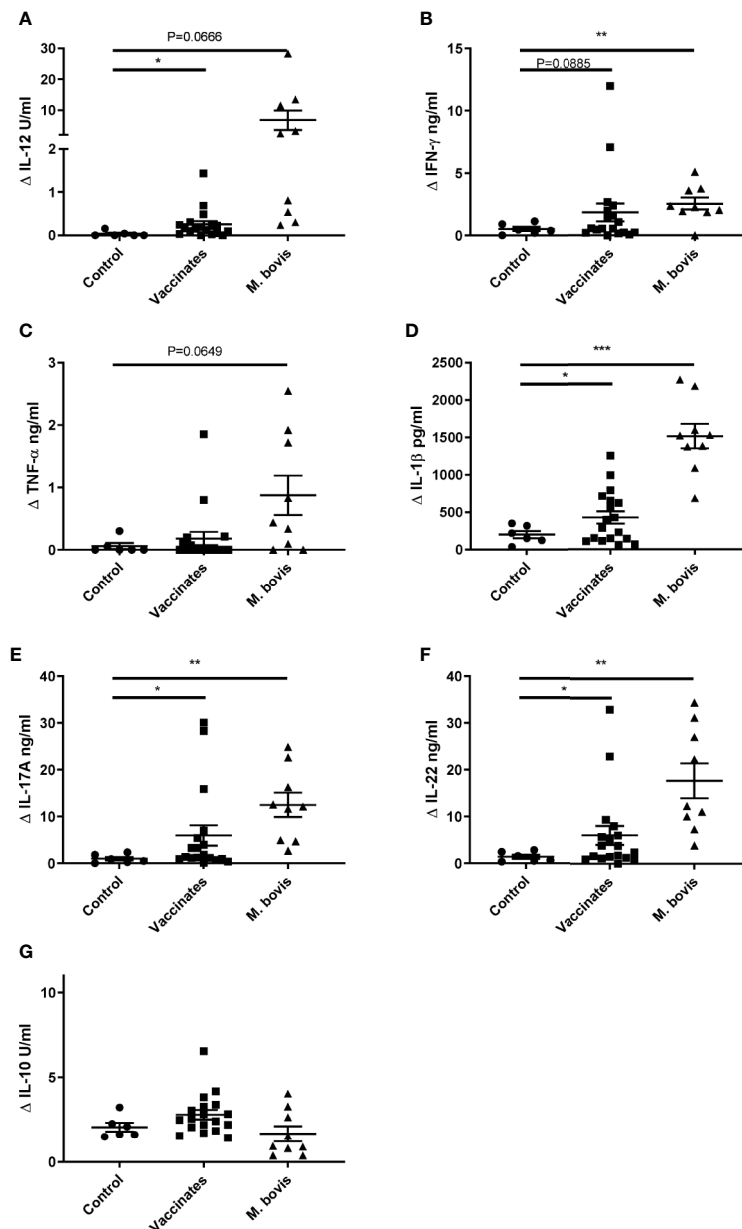 A
P=0.0666
*
Δ IL-12 U/ml
30
20
10
2
1
0
Control
Vaccinates
M. bovis
B
**
P=0.0885
Δ IFN-γ ng/ml
15
10
5
0
Control
Vaccinates
M. bovis
C
P=0.0649
Δ TNF-α ng/ml
3
2
1
0
Control
Vaccinates
M. bovis
D
***
*
Δ IL-1β pg/ml
2500
2000
1500
1000
500
0
Control
Vaccinates
M. bovis
E
**
*
Δ IL-17A ng/ml
40
30
20
10
0
Control
Vaccinates
M. bovis
F
**
*
Δ IL-22 ng/ml
40
30
20
10
0
Control
Vaccinates
M. bovis
G
Δ IL-10 U/ml
10
5
0
Control
Vaccinates
M. bovis